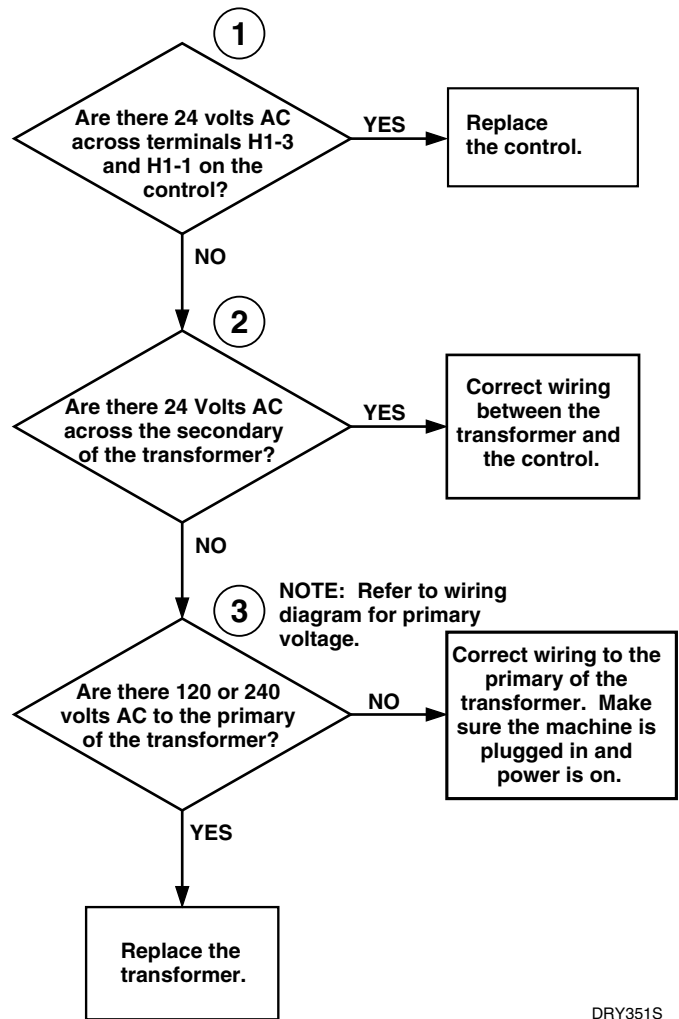 1
Are there 24 volts AC
across terminals H1-3
and H1-1 on the
control?
YES
Replace
the control.
NO
2
Are there 24 Volts AC
across the secondary
of the transformer?
YES
Correct wiring
between the
transformer and
the control.
NO
3
NOTE: Refer to wiring
diagram for primary
voltage.
Are there 120 or 240
volts AC to the primary
of the transformer?
NO
Correct wiring to the
primary of the
transformer. Make
sure the machine is
plugged in and
power is on.
YES
Replace the
transformer.
DRY351S